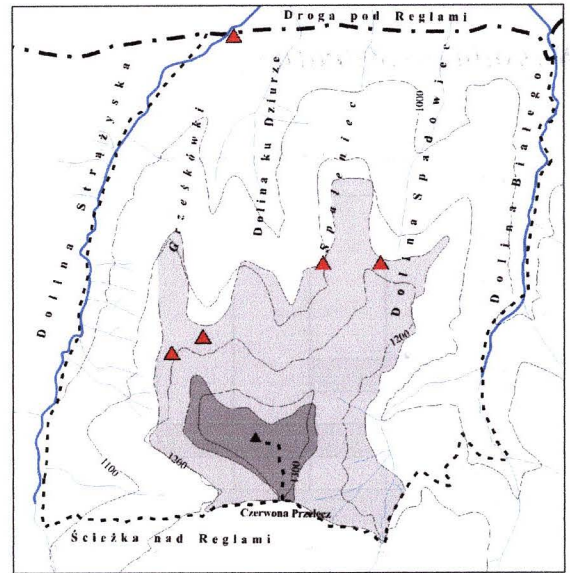 Droga pod Reglami
Dolina Strążyska
Grześkówki
Dolina ku Dziurze
Spaleniec
1000
Dolina Spadowiec
Dolina Białego
1200
1100
1200
1300
Czerwona Przełęcz
Ścieżka nad Reglami